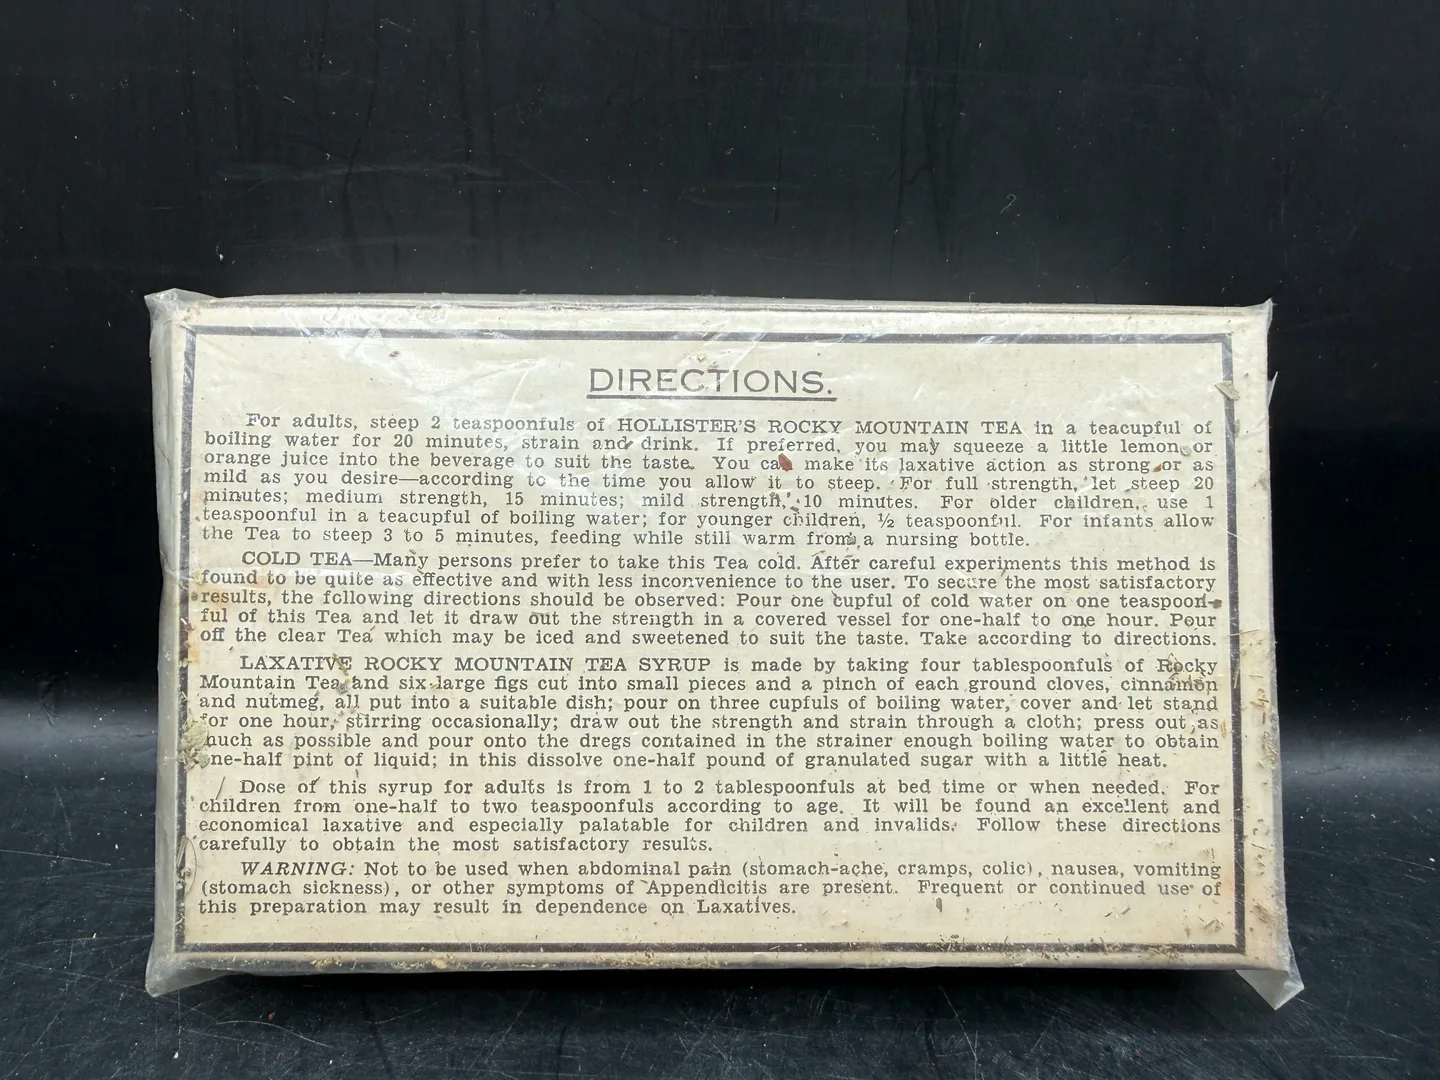 DIRECTIONS.
For adults, steep 2 teaspoonfuls of HOLLISTER'S ROCKY MOUNTAIN TEA in a teacupful of
boiling water for 20 minutes, strain and drink. If preferred, you may squeeze a little lemon or
orange juice into the beverage to suit the taste. You can make its laxative action as strong or as
mild as you desire—according to the time you allow it to steep. For full strength, let steep 20
minutes; medium strength, 15 minutes; mild strength, 10 minutes. For older children, use 1
teaspoonful in a teacupful of boiling water; for younger children, ½ teaspoonful. For infants allow
the Tea to steep 3 to 5 minutes, feeding while still warm from a nursing bottle.
COLD TEA—Many persons prefer to take this Tea cold. After careful experiments this method is
found to be quite as effective and with less inconvenience to the user. To secure the most satisfactory
results, the following directions should be observed: Pour one cupful of cold water on one teaspoon-
ful of this Tea and let it draw out the strength in a covered vessel for one-half to one hour. Pour
off the clear Tea which may be iced and sweetened to suit the taste. Take according to directions.
LAXATIVE ROCKY MOUNTAIN TEA SYRUP is made by taking four tablespoonfuls of Rocky
Mountain Tea and six large figs cut into small pieces and a pinch of each ground cloves, cinnamon
and nutmeg, all put into a suitable dish; pour on three cupfuls of boiling water, cover and let stand
for one hour, stirring occasionally; draw out the strength and strain through a cloth; press out as
much as possible and pour onto the dregs contained in the strainer enough boiling water to obtain
one-half pint of liquid; in this dissolve one-half pound of granulated sugar with a little heat.
Dose of this syrup for adults is from 1 to 2 tablespoonfuls at bed time or when needed. For
children from one-half to two teaspoonfuls according to age. It will be found an excellent and
economical laxative and especially palatable for children and invalids. Follow these directions
carefully to obtain the most satisfactory results.
WARNING: Not to be used when abdominal pain (stomach-ache, cramps, colic), nausea, vomiting
(stomach sickness), or other symptoms of Appendicitis are present. Frequent or continued use of
this preparation may result in dependence on Laxatives.